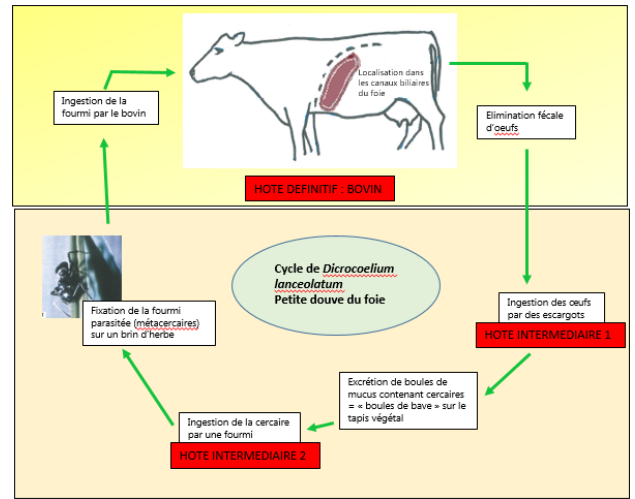 Localisation dans
les canaux biliaires
du foie
Ingestion de la
fourmi par le bovin
Elimination fécale
d'oeufs
HOTE DEFINITIF : BOVIN
Cycle de Dicrocoelium
lanceolatum
Petite douve du foie
Fixation de la fourmi
parasitée (métacercaires)
sur un brin d'herbe
Ingestion des œufs
par des escargots
HOTE INTERMEDIAIRE 1
Excrétion de boules de
mucus contenant cercaires
= « boules de bave » sur le
tapis végétal
Ingestion de la cercaire
par une fourmi
HOTE INTERMEDIAIRE 2